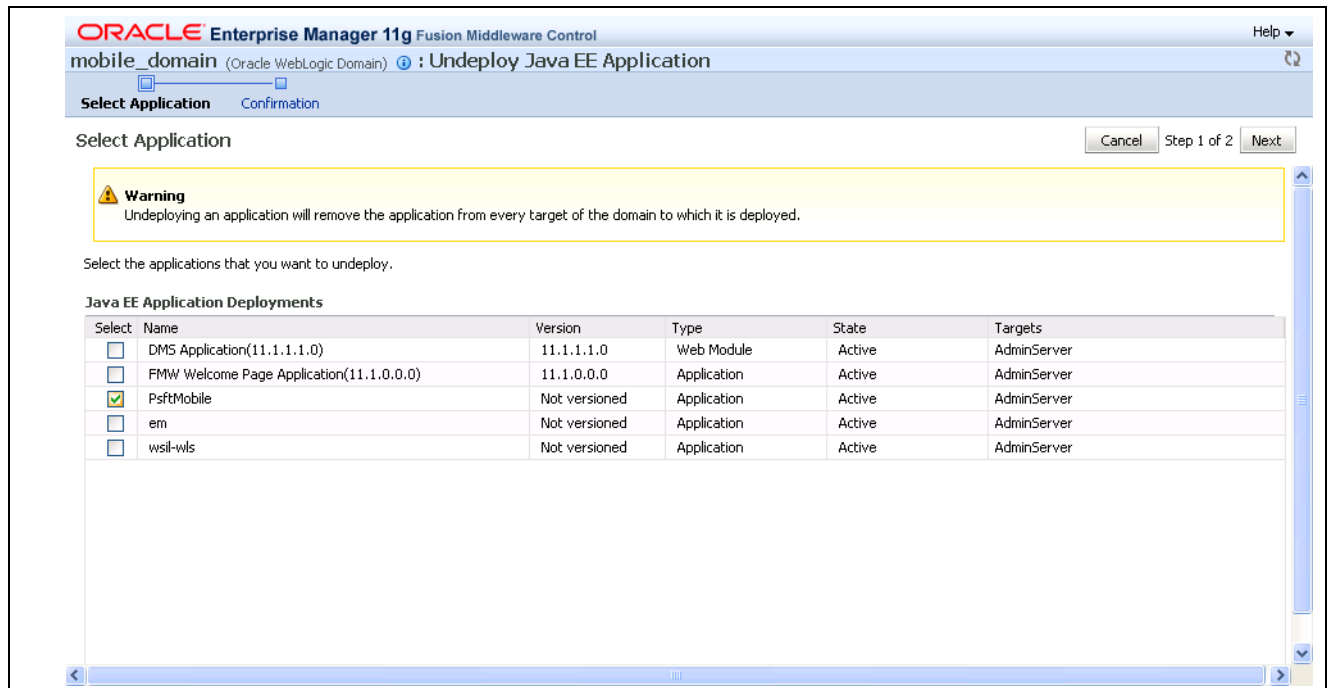 ORACLE Enterprise Manager 11g Fusion Middleware Control Help
mobile_domain (Oracle WebLogic Domain) : Undeploy Java EE Application
Select Application Confirmation
Select Application Cancel Step 1 of 2 Next
Warning
Undeploying an application will remove the application from every target of the domain to which it is deployed.
Select the applications that you want to undeploy.
Java EE Application Deployments
Select Name Version Type State Targets
DMS Application(11.1.1.1.0) 11.1.1.1.0 Web Module Active AdminServer
FMW Welcome Page Application(11.1.0.0.0) 11.1.0.0.0 Application Active AdminServer
PsftMobile Not versioned Application Active AdminServer
em Not versioned Application Active AdminServer
wsil-wls Not versioned Application Active AdminServer